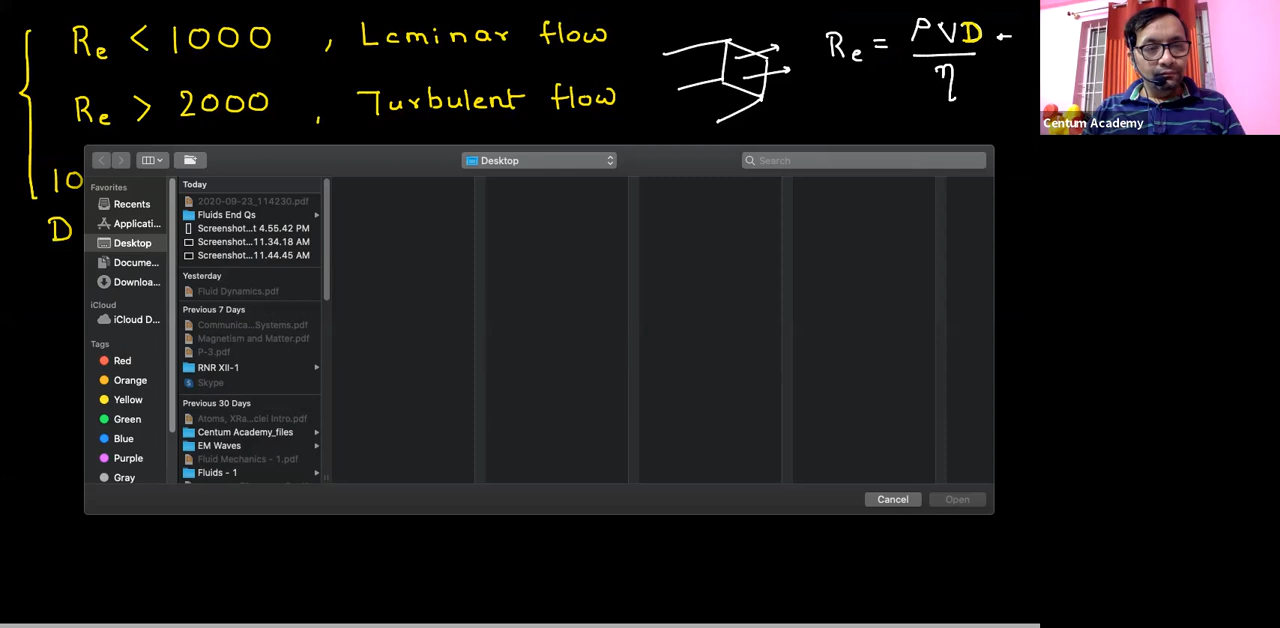 Re < 1000 , Laminar flow
Re = ρVD / η
Re > 2000 , Turbulent flow
Centum Academy
10
D
Desktop
Search
Favorites
Recents
Applicati...
Desktop
Docume...
Downloa...
iCloud
iCloud D...
Tags
Red
Orange
Yellow
Green
Blue
Purple
Gray
Today
2020-09-23_114230.pdf
Fluids End Qs
Screenshot...t 4.55.42 PM
Screenshot...11.34.18 AM
Screenshot...11.44.45 AM
Yesterday
Fluid Dynamics.pdf
Previous 7 Days
Communica...Systems.pdf
Magnetism and Matter.pdf
P-3.pdf
RNR XII-1
Skype
Previous 30 Days
Atoms, XRa...clei Intro.pdf
Centum Academy_files
EM Waves
Fluid Mechanics - 1.pdf
Fluids - 1
Cancel
Open